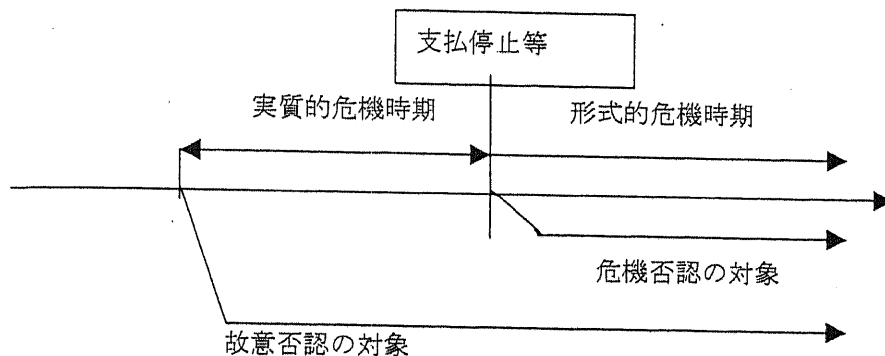 支払停止等
実質的危機時期
形式的危機時期
危機否認の対象
故意否認の対象